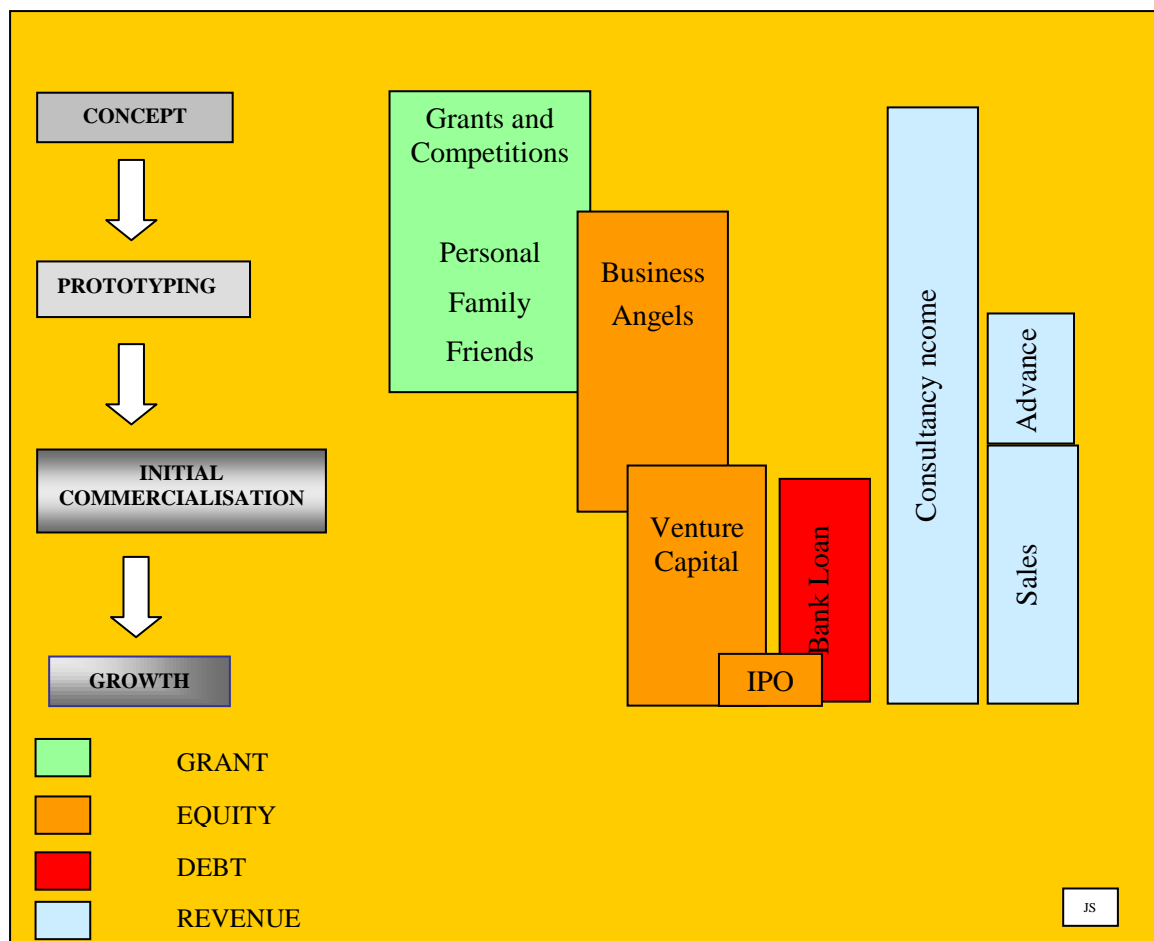 CONCEPT
PROTOTYPING
INITIAL
COMMERCIALISATION
GROWTH
Grants and
Competitions
Personal
Family
Friends
Business
Angels
Venture
Capital
IPO
Bank Loan
Consultancy ncome
Advance
Sales
GRANT
EQUITY
DEBT
REVENUE
JS